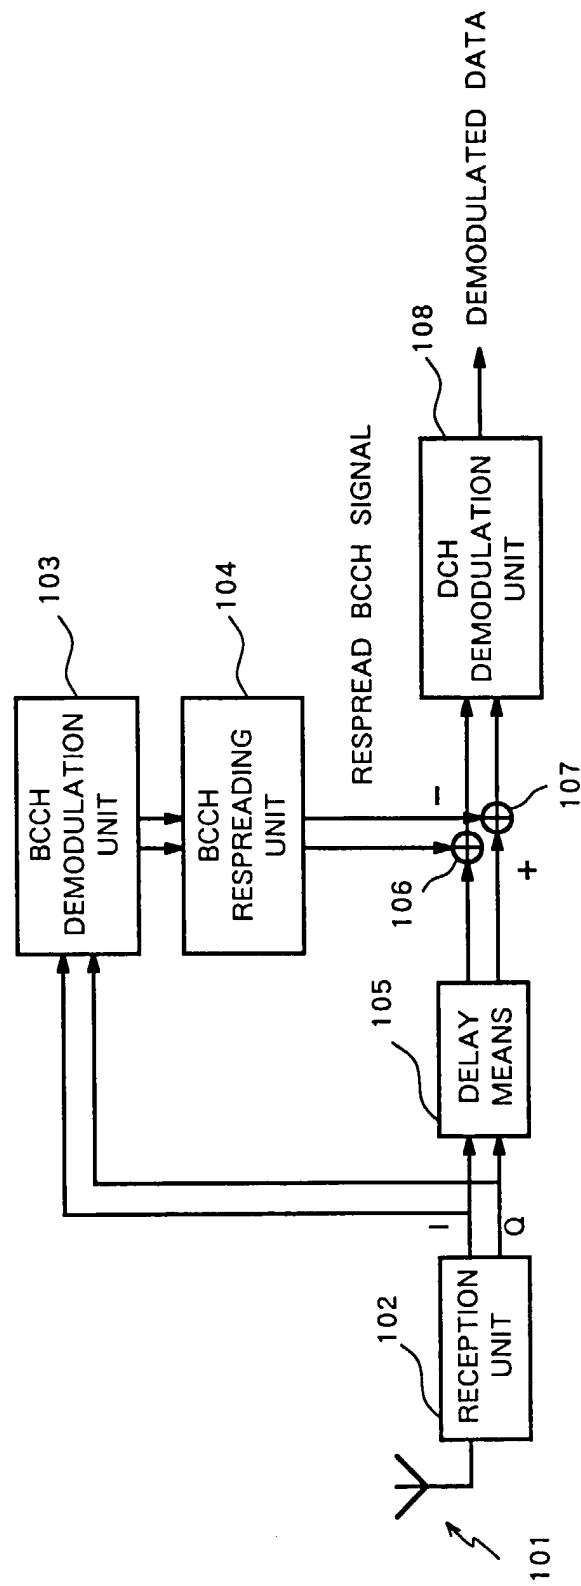 101
102
RECEPTION
UNIT
I
Q
105
DELAY
MEANS
103
BCCH
DEMODULATION
UNIT
104
BCCH
RESPREADING
UNIT
RESPREAD BCCH SIGNAL
106
−
+
107
108
DCH
DEMODULATION
UNIT
DEMODULATED DATA